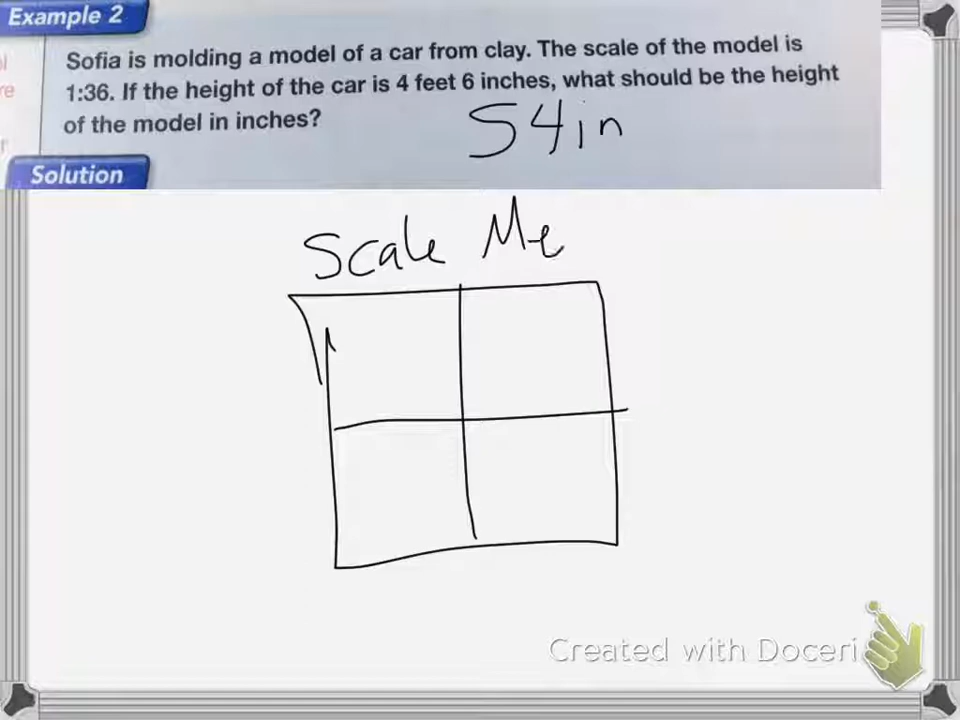 Example 2
Sofia is molding a model of a car from clay. The scale of the model is
1:36. If the height of the car is 4 feet 6 inches, what should be the height
of the model in inches?
54in
Solution
Scale Me
Created with Doceri